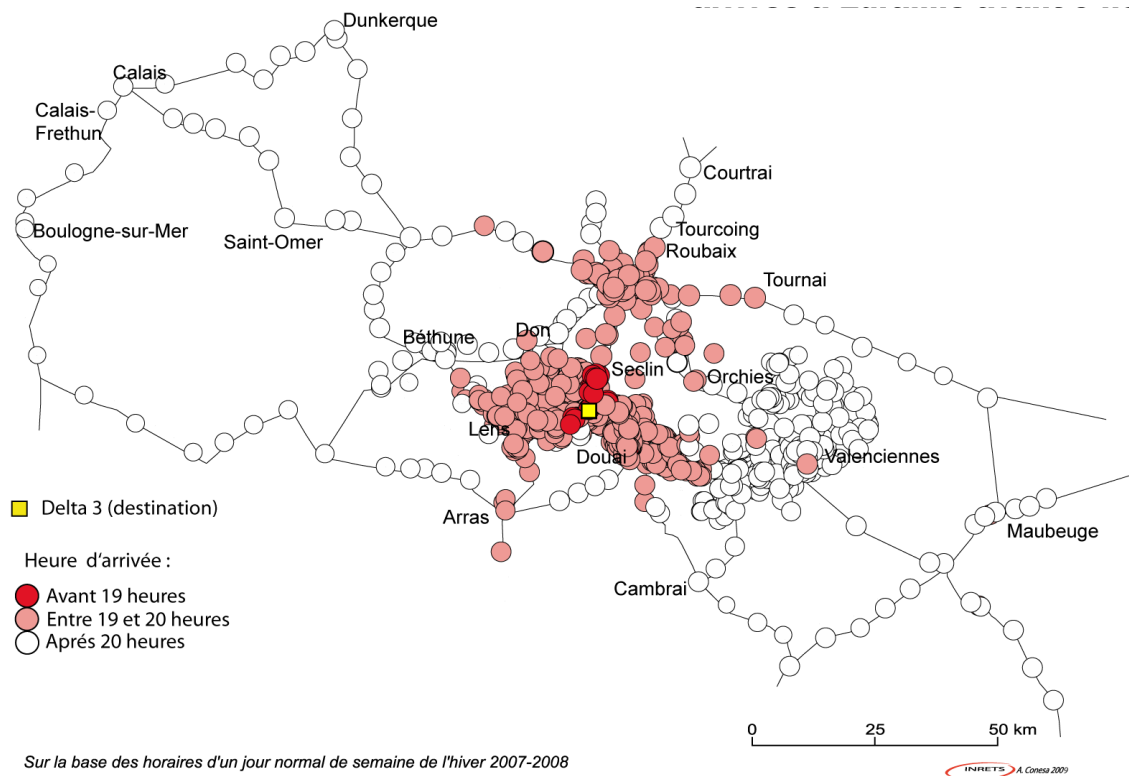 Dunkerque
Calais
Calais-
Frethun
Courtrai
Boulogne-sur-Mer
Saint-Omer
Tourcoing
Roubaix
Tournai
Béthune
Don
Seclin
Orchies
Lens
Douai
Valenciennes
Delta 3 (destination)
Arras
Maubeuge
Heure d'arrivée :
Cambrai
Avant 19 heures
Entre 19 et 20 heures
Aprés 20 heures
0 25 50 km
Sur la base des horaires d'un jour normal de semaine de l'hiver 2007-2008
INRETS A. Conesa 2009